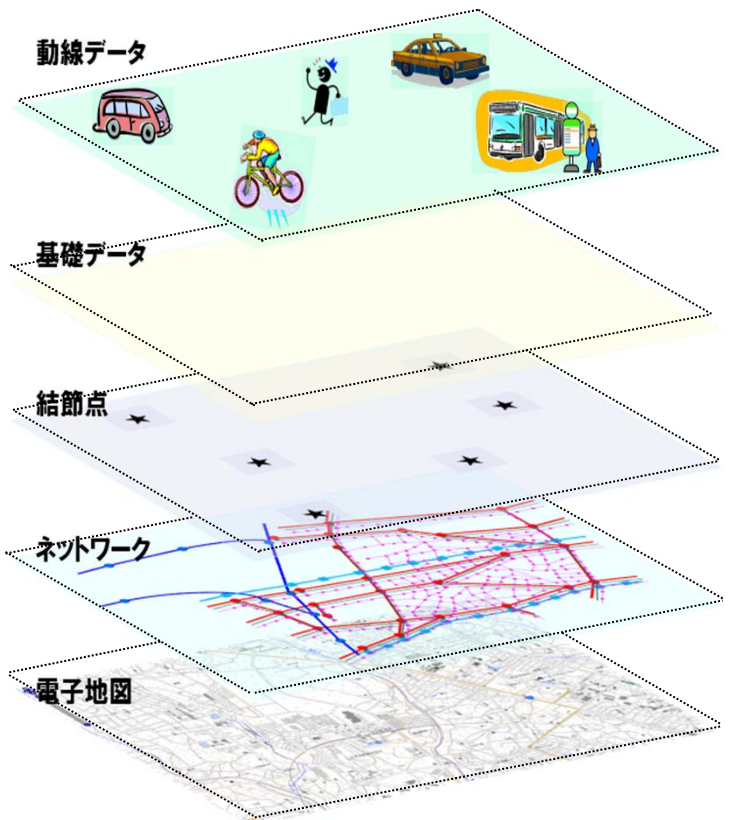 動線データ
基礎データ
結節点
ネットワーク
電子地図